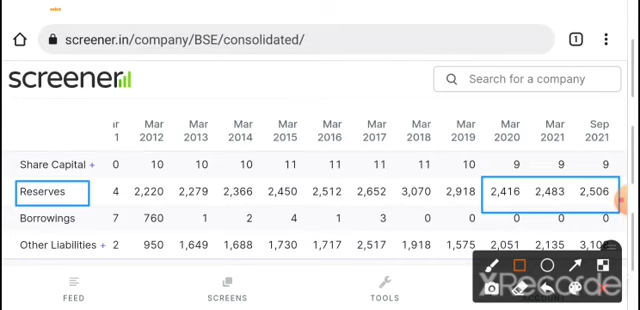 screener.in/company/BSE/consolidated/
1
screener
Search for a company
Mar Mar Mar Mar Mar Mar Mar Mar Mar Mar Sep
1 2012 2013 2014 2015 2016 2017 2018 2019 2020 2021 2021
Share Capital + 0 10 10 10 11 11 11 11 10 9 9 9
Reserves 4 2,220 2,279 2,366 2,450 2,512 2,652 3,070 2,918 2,416 2,483 2,506
Borrowings 7 760 1 2 4 1 3 0 0 0 0 0
Other Liabilities + 2 950 1,649 1,688 1,730 1,717 2,517 1,918 1,575 2,051 2,135
FEED SCREENS TOOLS ACCOUNT
XRecorder